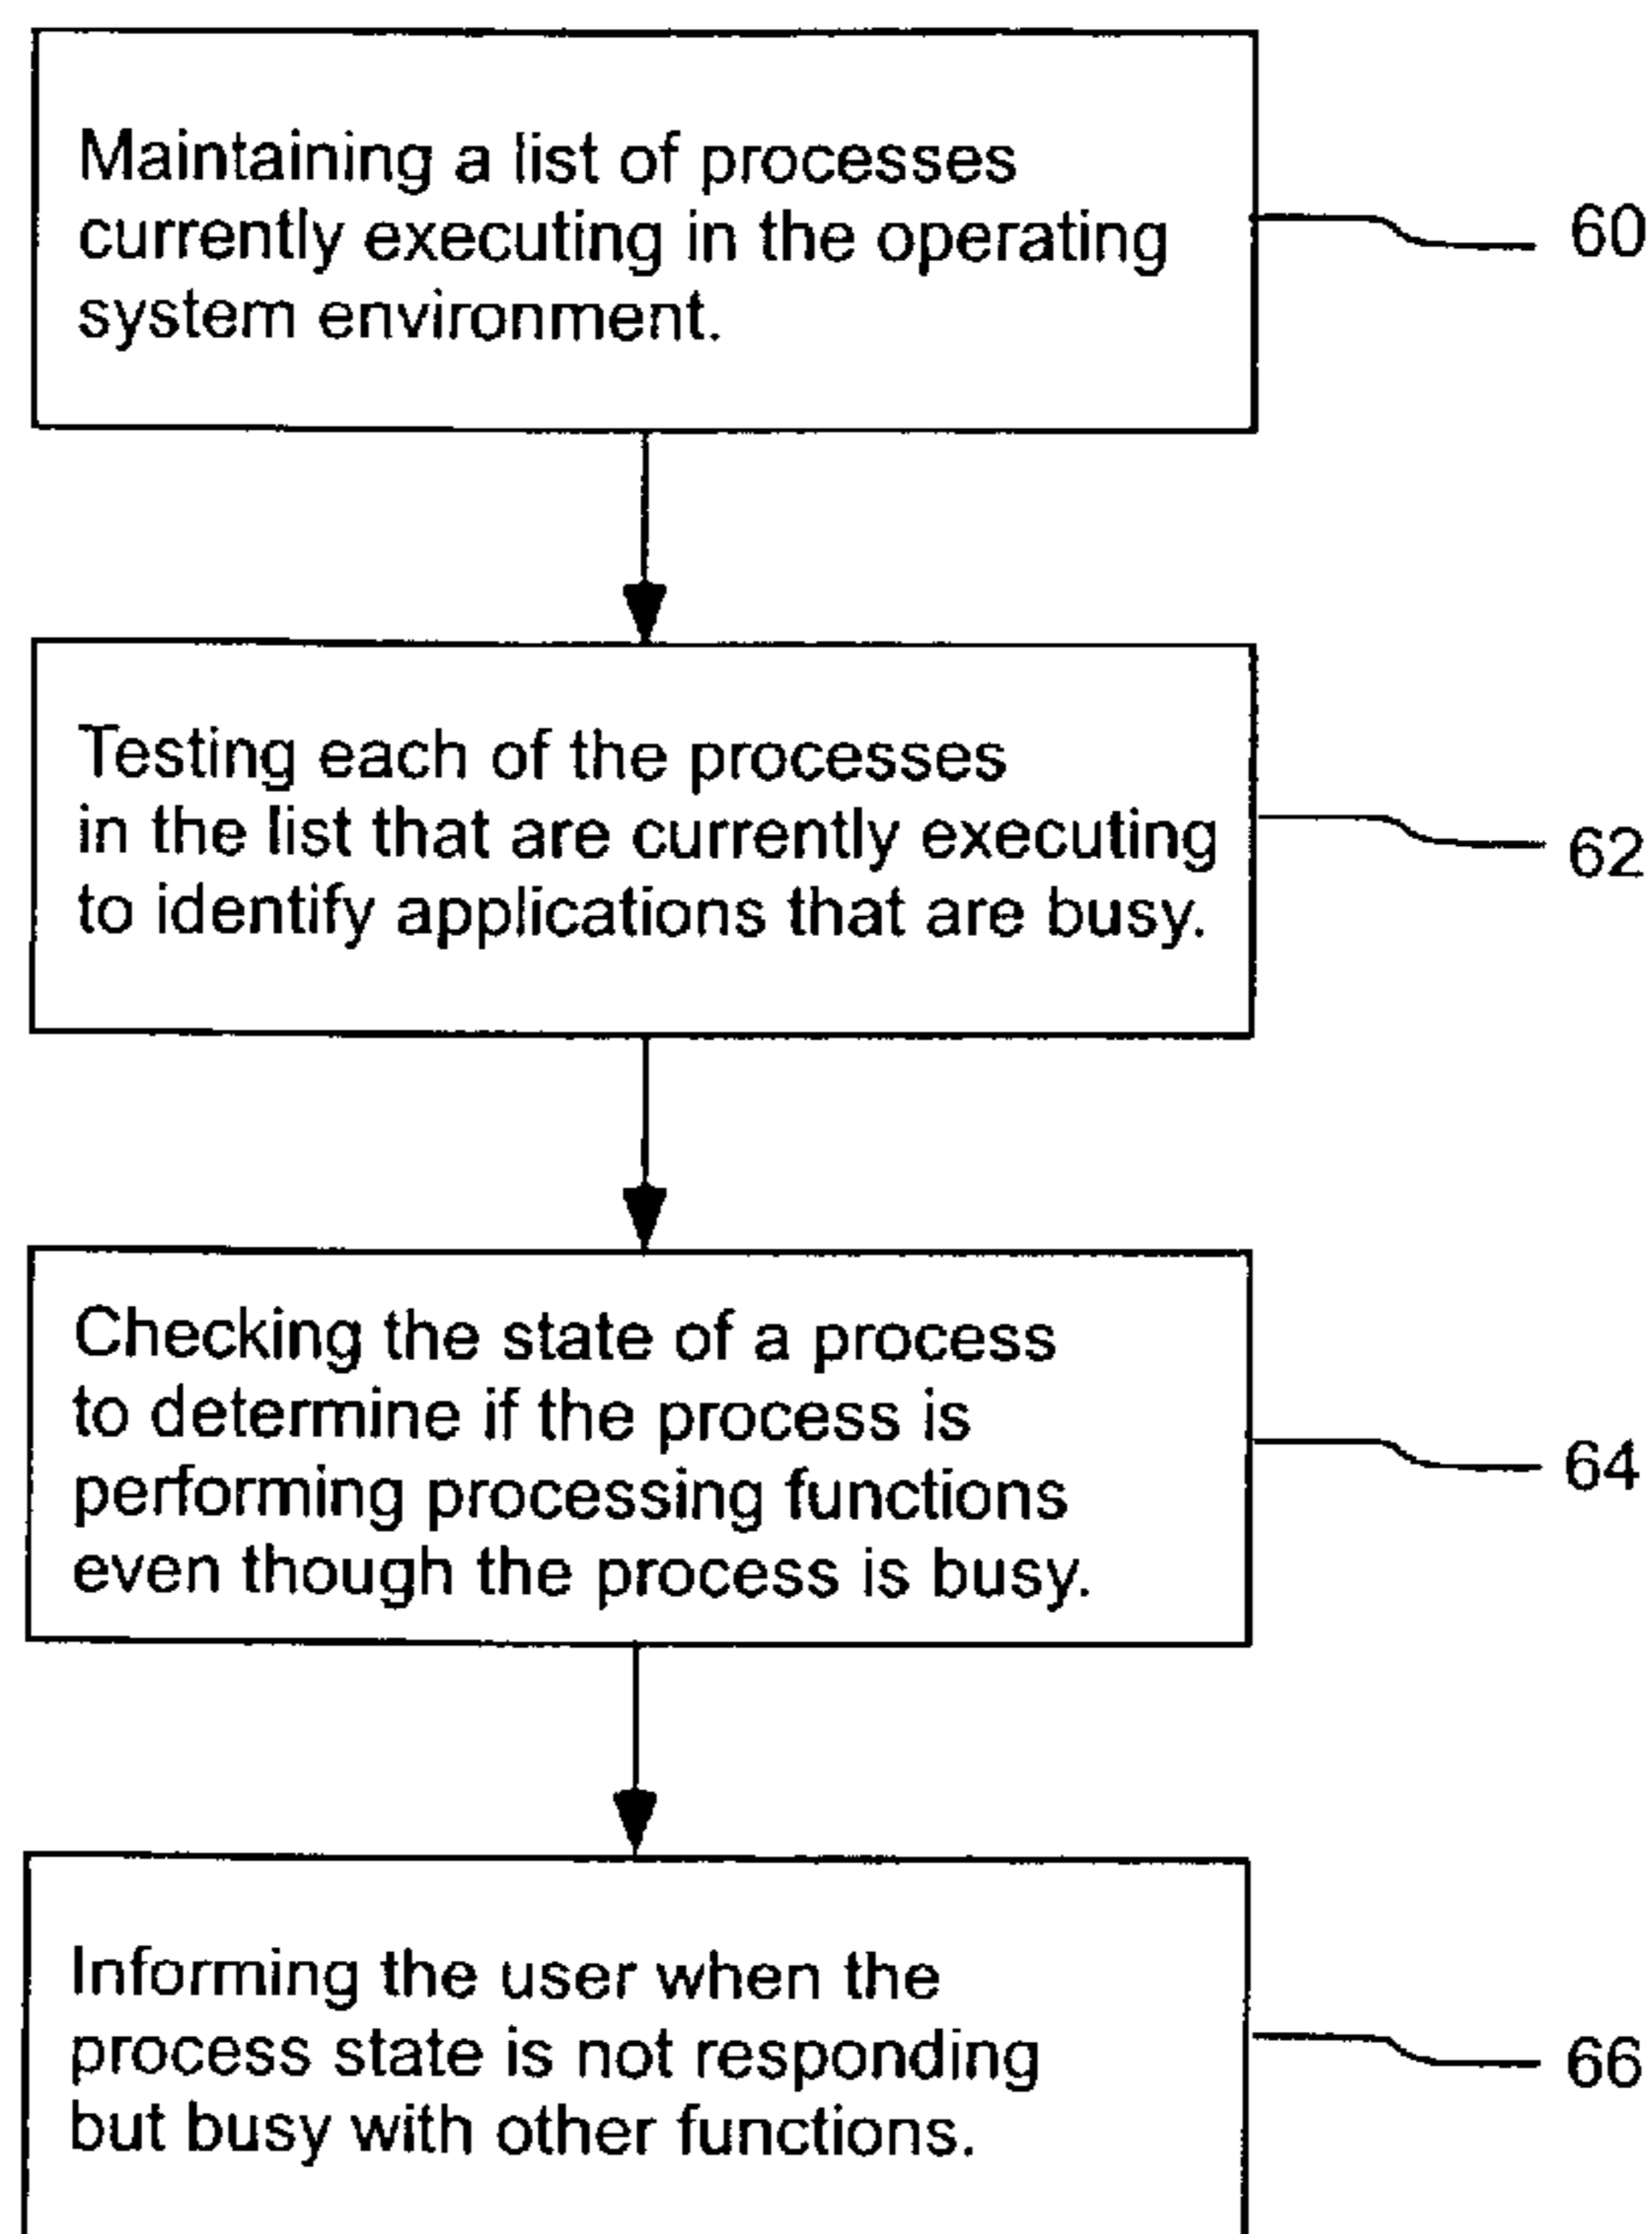 Maintaining a list of processes
currently executing in the operating
system environment.
60
Testing each of the processes
in the list that are currently executing
to identify applications that are busy.
62
Checking the state of a process
to determine if the process is
performing processing functions
even though the process is busy.
64
Informing the user when the
process state is not responding
but busy with other functions.
66